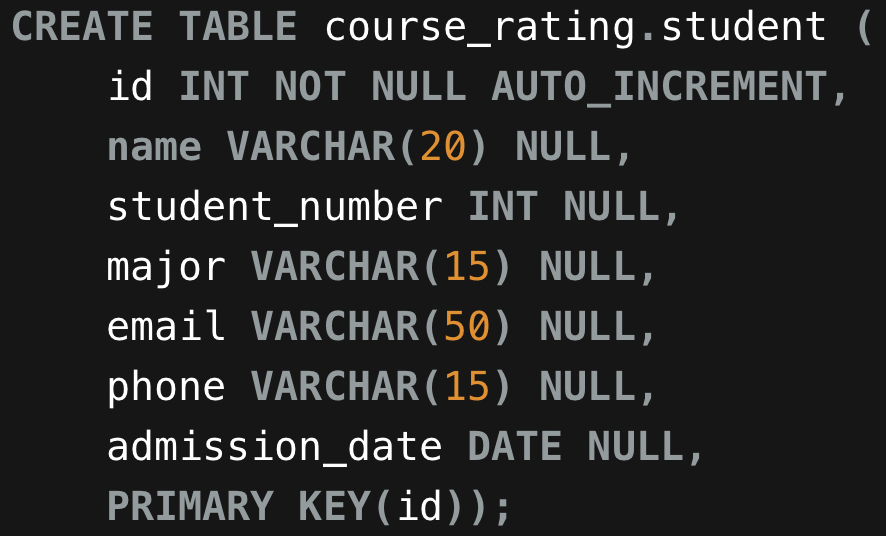 CREATE TABLE course_rating.student (
    id INT NOT NULL AUTO_INCREMENT,
    name VARCHAR(20) NULL,
    student_number INT NULL,
    major VARCHAR(15) NULL,
    email VARCHAR(50) NULL,
    phone VARCHAR(15) NULL,
    admission_date DATE NULL,
    PRIMARY KEY(id));